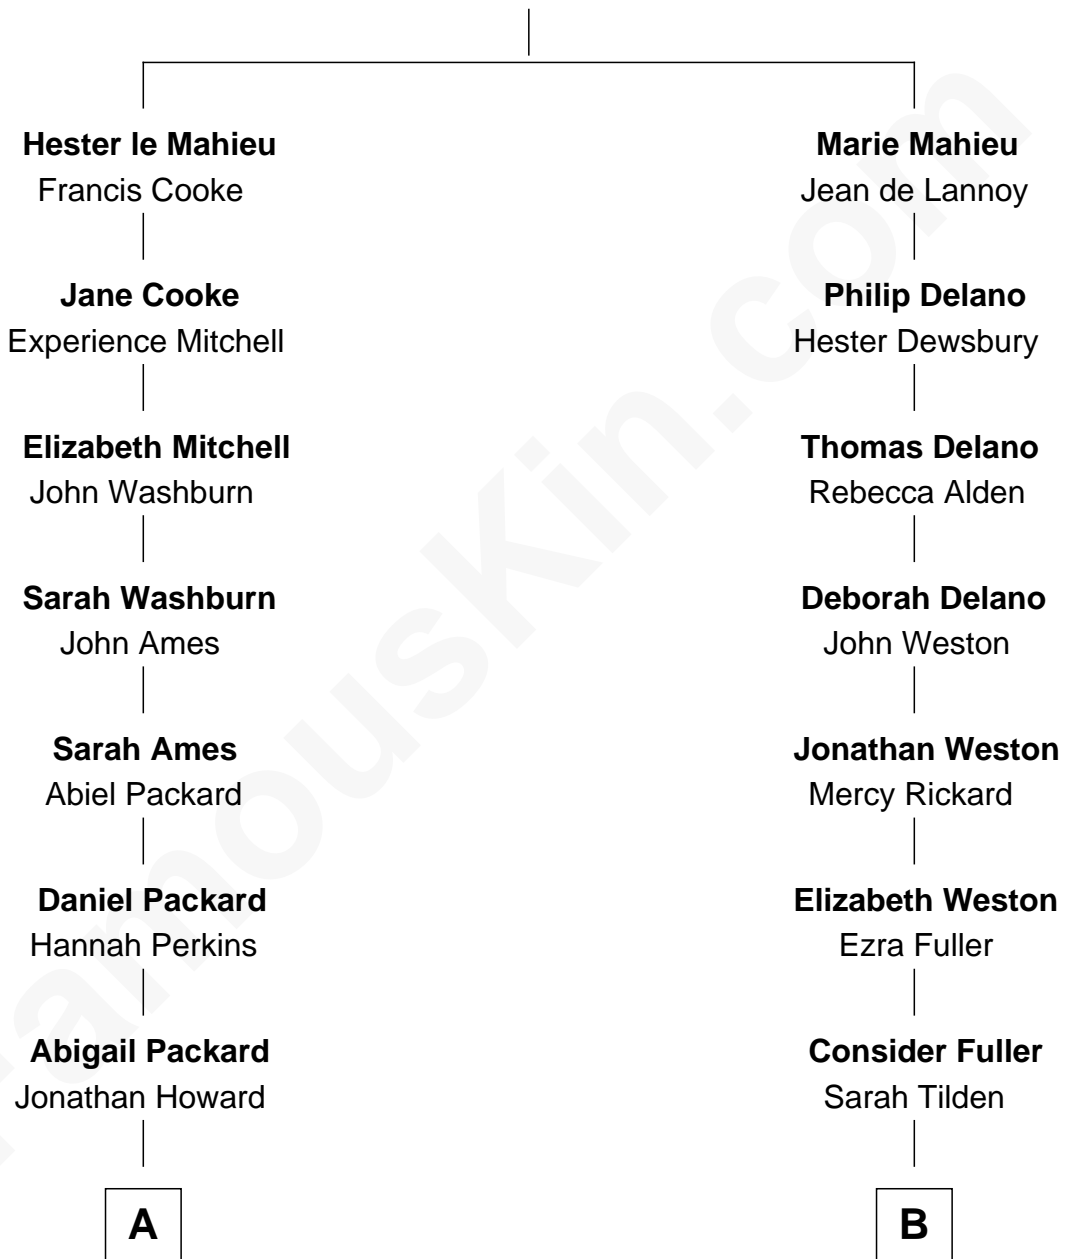 Hester le Mahieu
Francis Cooke
Jane Cooke
Experience Mitchell
Elizabeth Mitchell
John Washburn
Sarah Washburn
John Ames
Sarah Ames
Abiel Packard
Daniel Packard
Hannah Perkins
Abigail Packard
Jonathan Howard
A
Marie Mahieu
Jean de Lannoy
Philip Delano
Hester Dewsbury
Thomas Delano
Rebecca Alden
Deborah Delano
John Weston
Jonathan Weston
Mercy Rickard
Elizabeth Weston
Ezra Fuller
Consider Fuller
Sarah Tilden
B
FamousKin.com